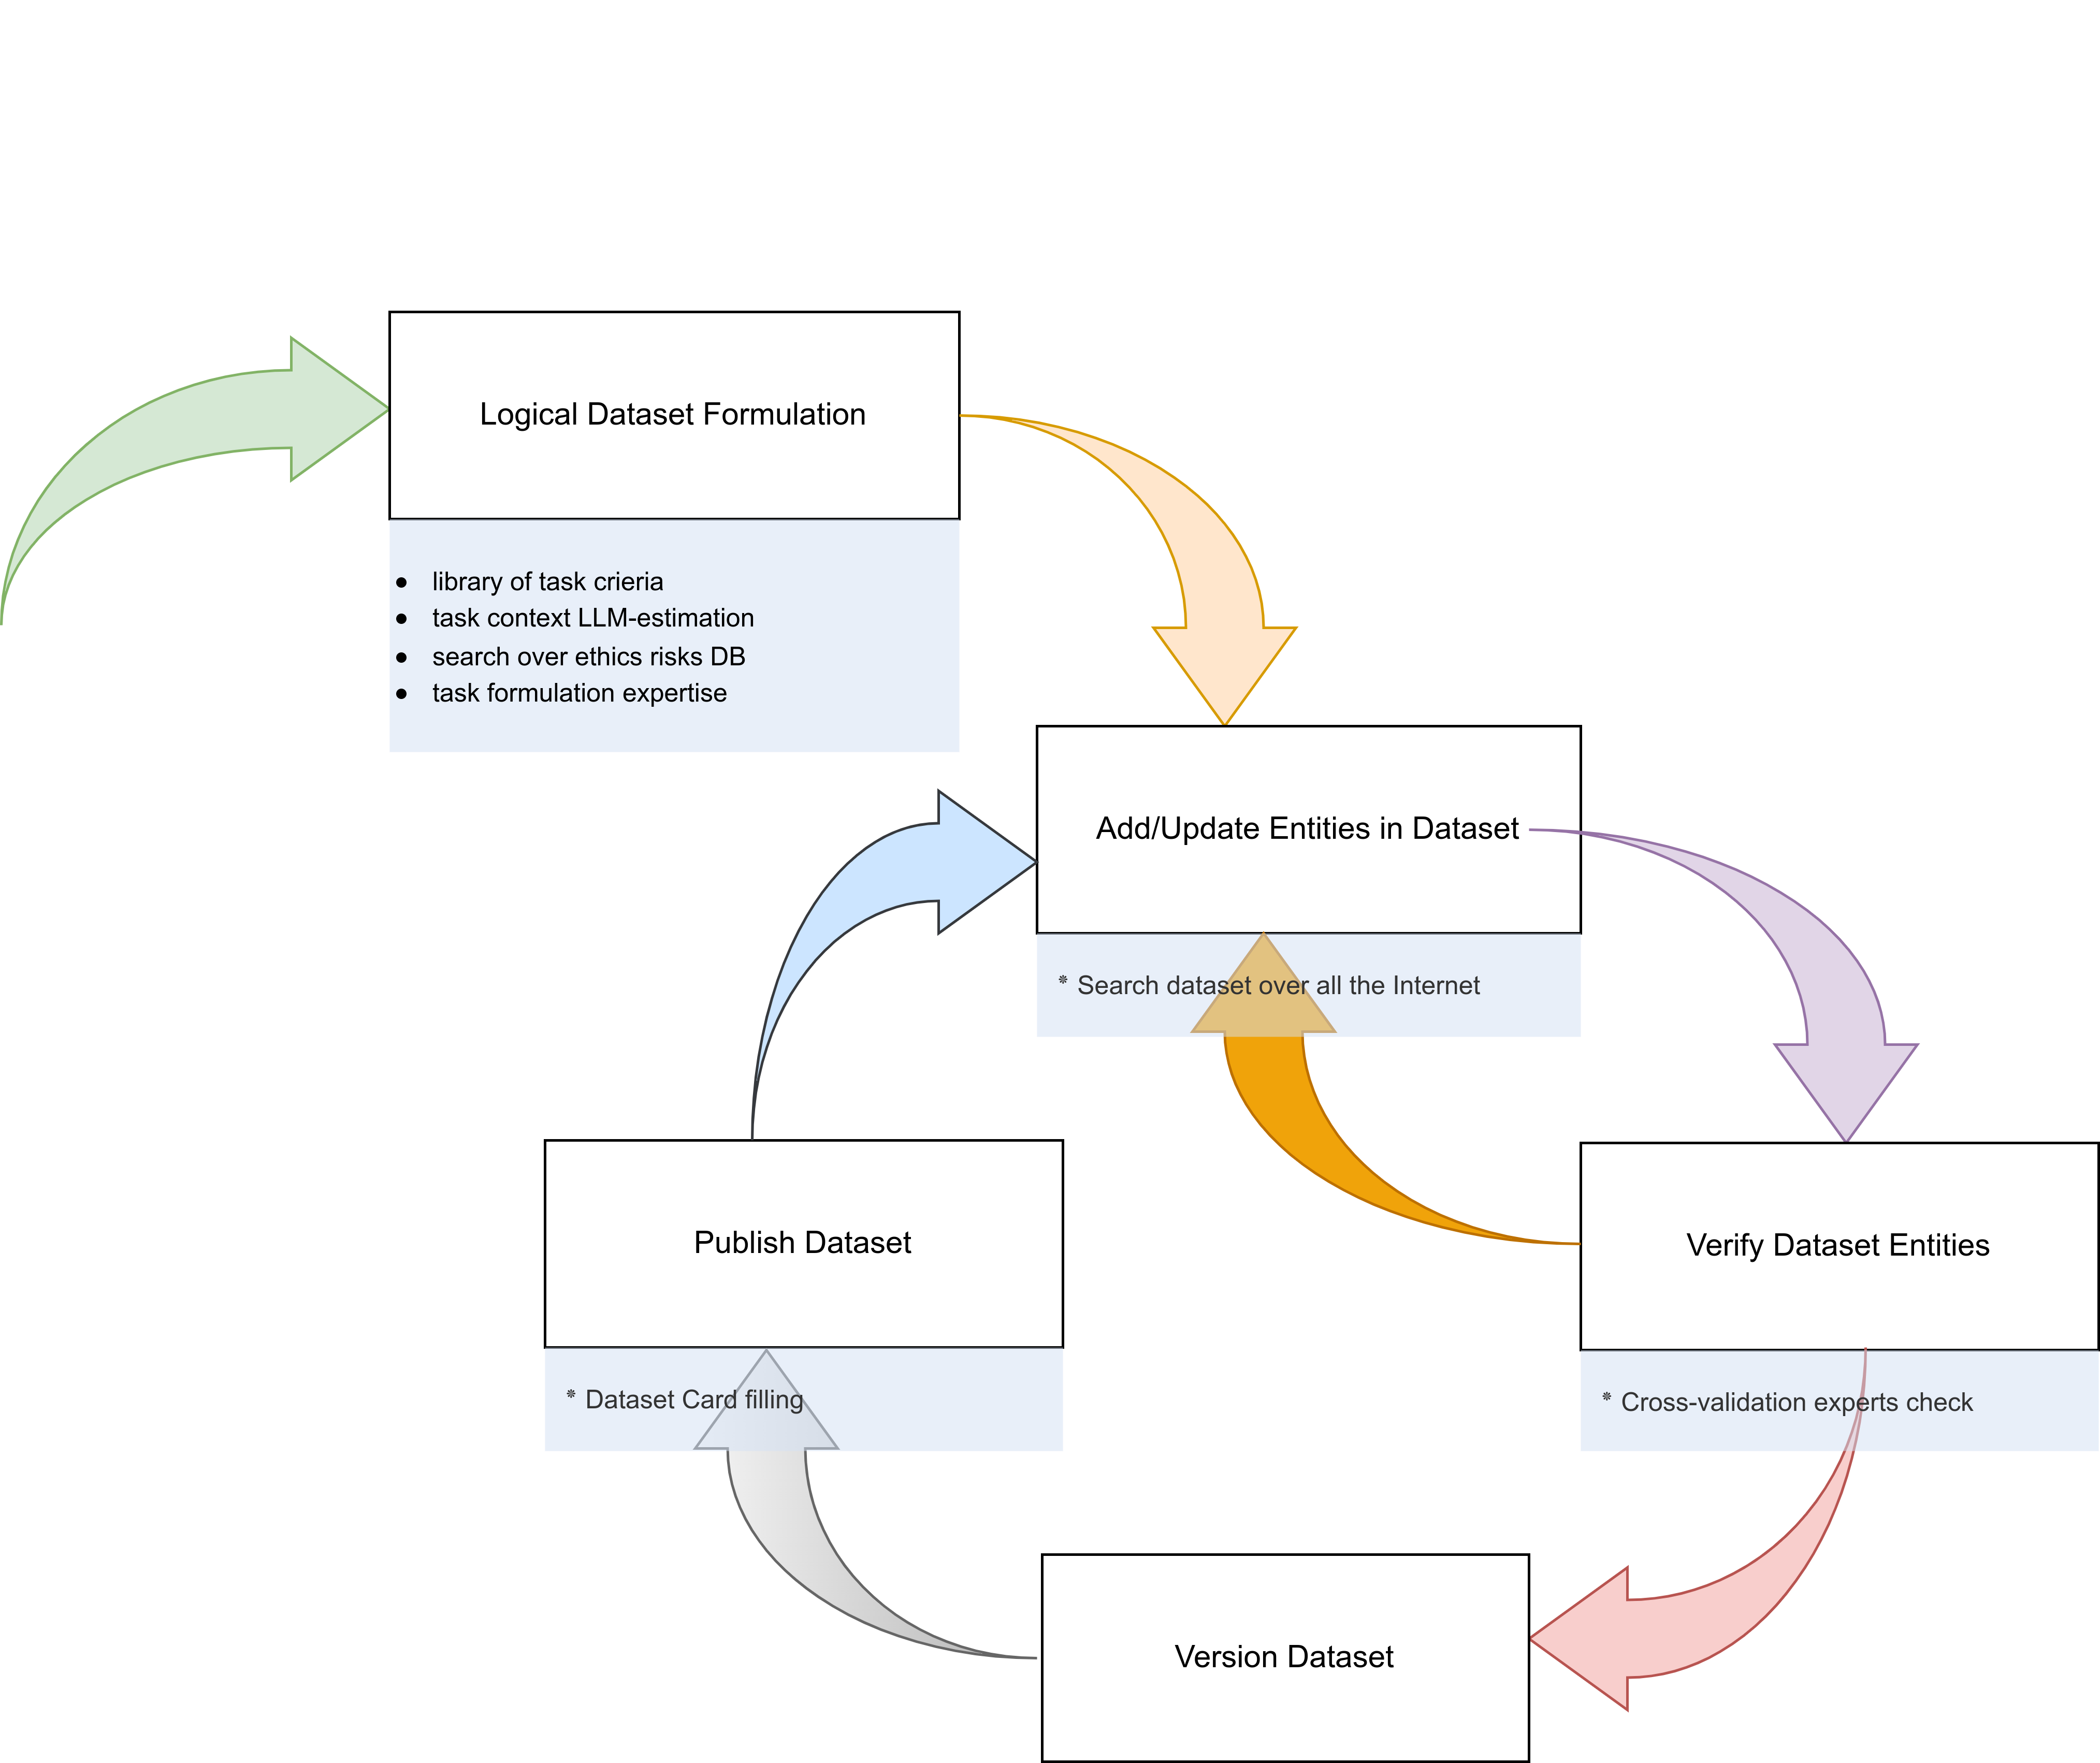 Logical Dataset Formulation
● library of task crieria
● task context LLM-estimation
● search over ethics risks DB
● task formulation expertise
Add/Update Entities in Dataset
* Search dataset over all the Internet
Publish Dataset
* Dataset Card filling
Verify Dataset Entities
* Cross-validation experts check
Version Dataset